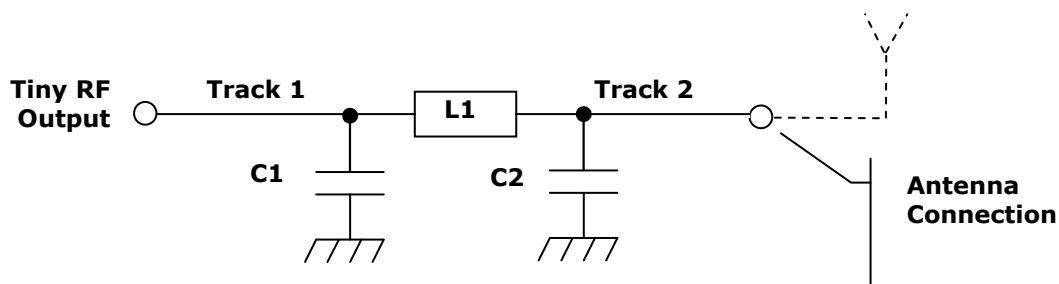 Tiny RF
Output
Track 1
L1
Track 2
C1
C2
Antenna
Connection